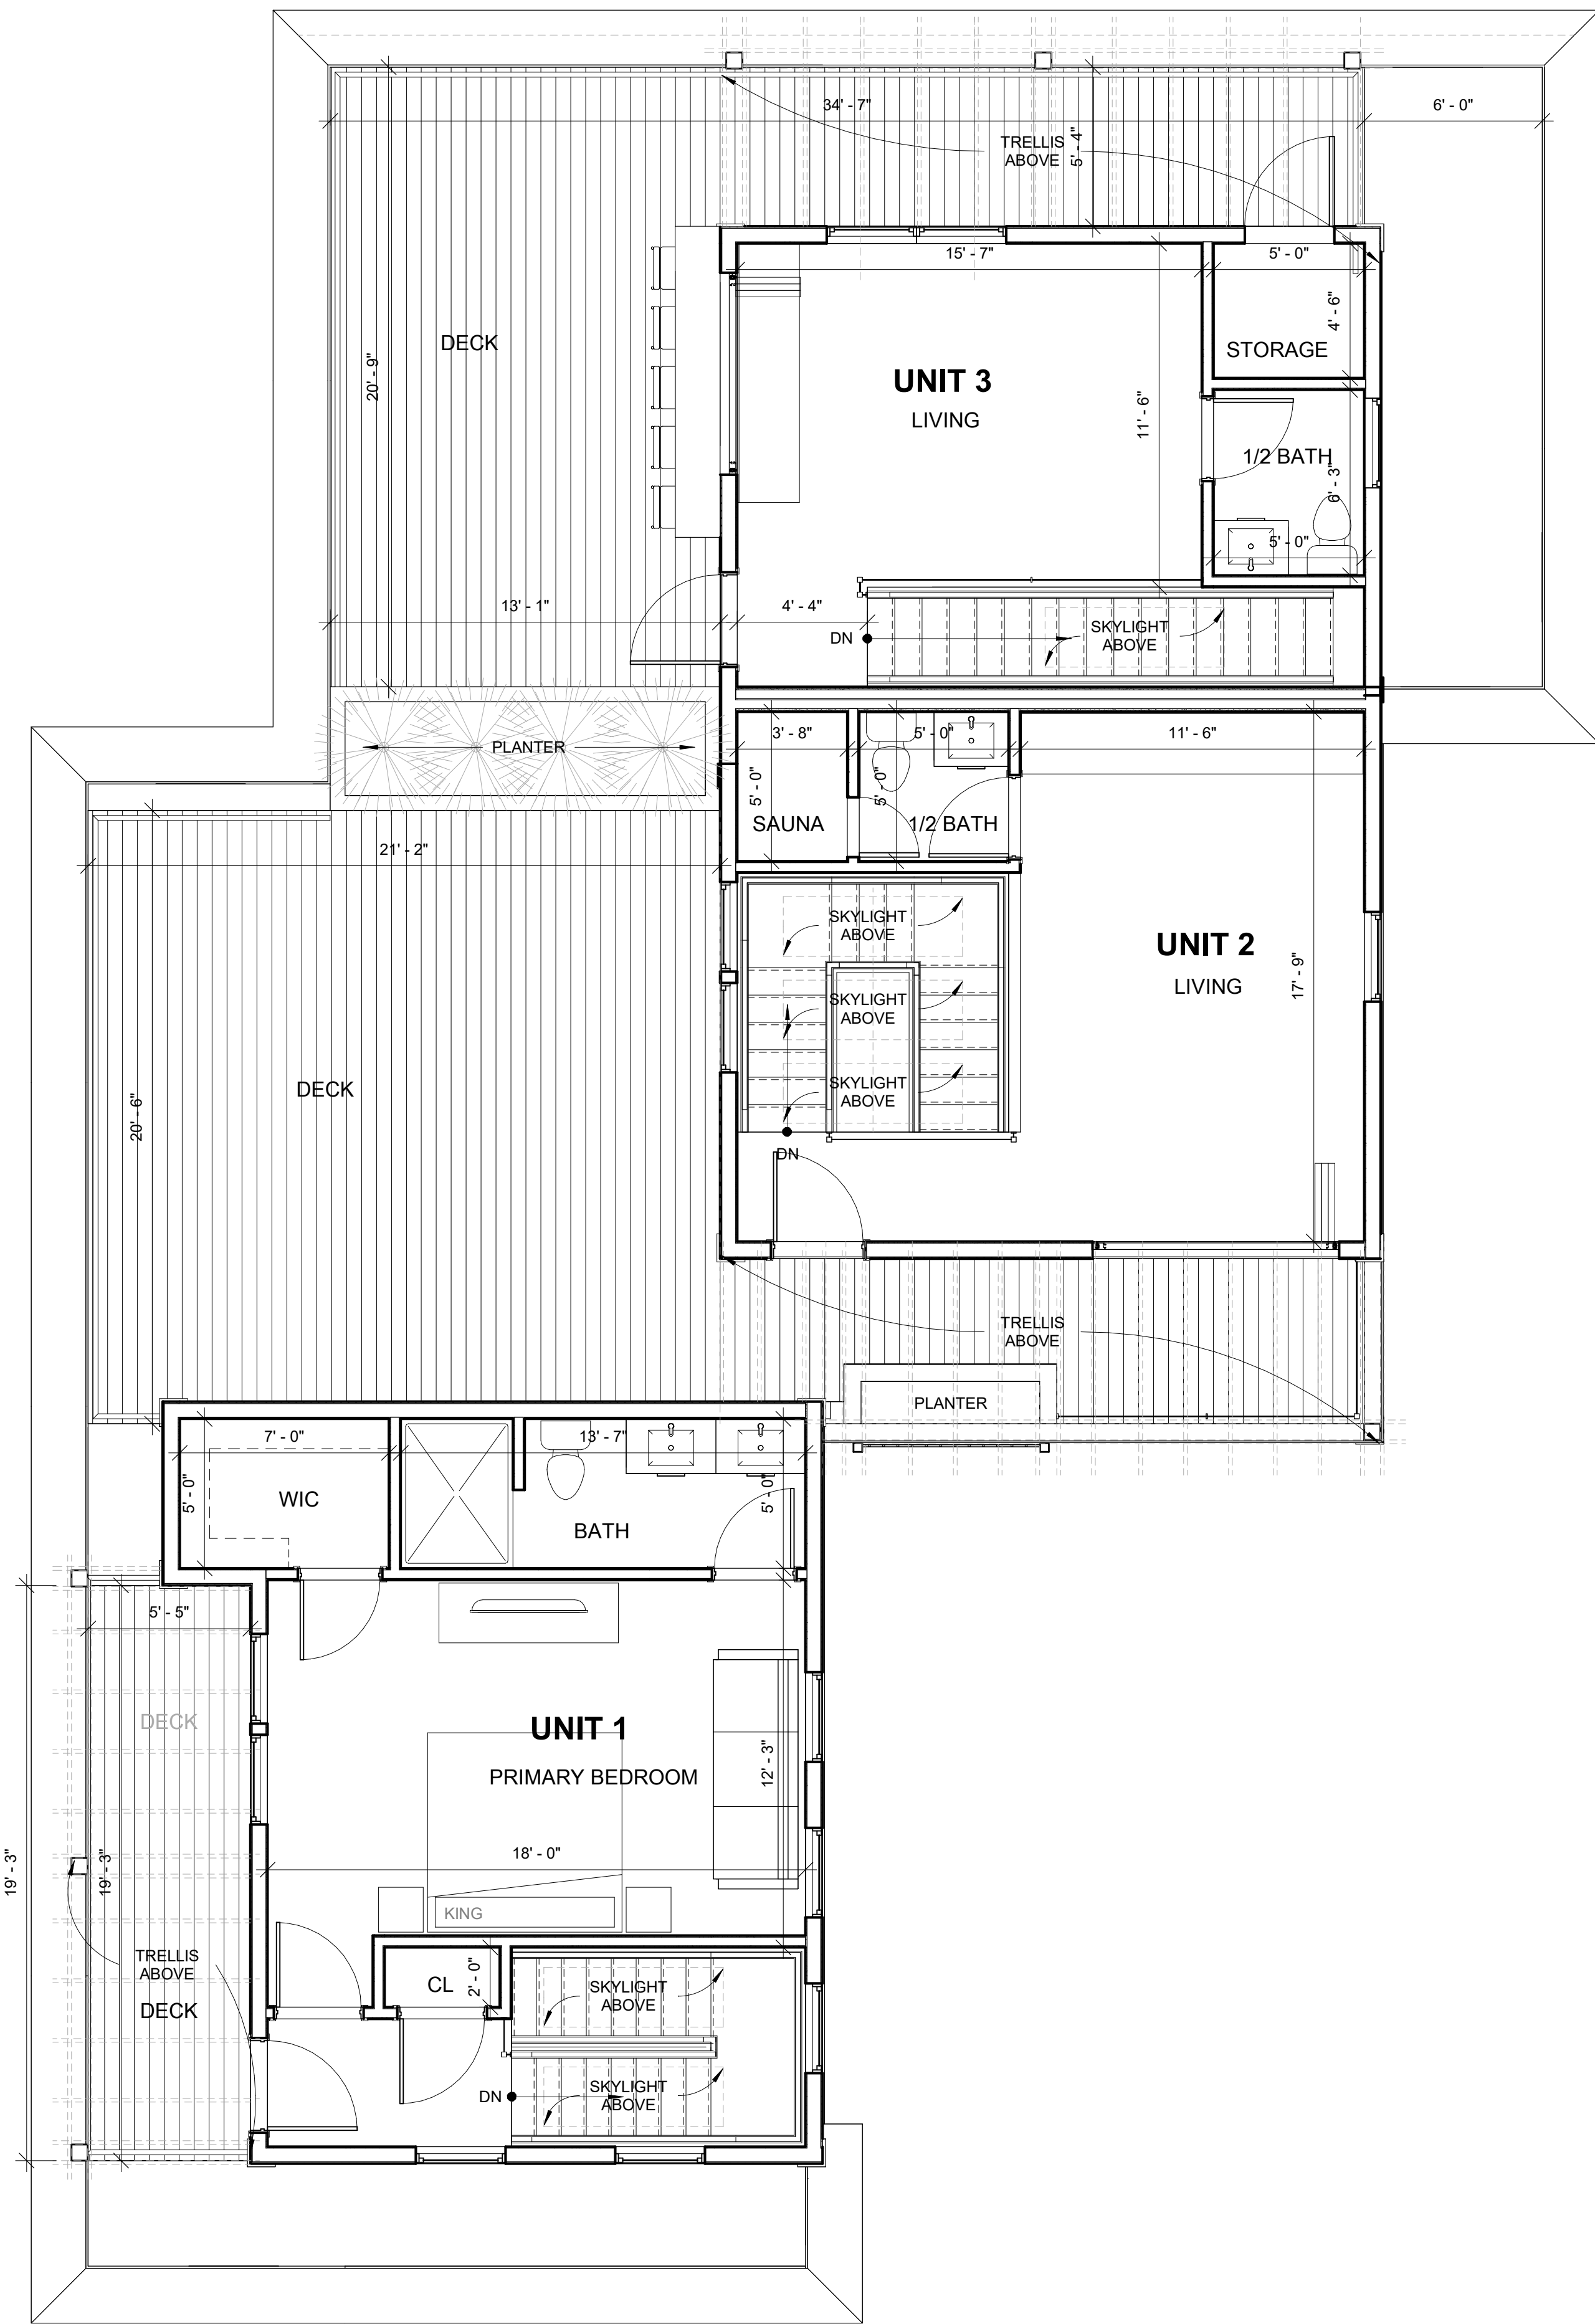 34' - 7"
6' - 0"
TRELLIS
ABOVE
5' - 4"
15' - 7"
5' - 0"
DECK
20' - 9"
UNIT 3
LIVING
11' - 6"
4' - 6"
STORAGE
1/2 BATH
6' - 3"
5' - 0"
13' - 1"
4' - 4"
DN
SKYLIGHT
ABOVE
PLANTER
3' - 8"
5' - 0"
11' - 6"
5' - 0"
5' - 0"
SAUNA
1/2 BATH
21' - 2"
SKYLIGHT
ABOVE
UNIT 2
LIVING
17' - 9"
SKYLIGHT
ABOVE
SKYLIGHT
ABOVE
DECK
20' - 6"
DN
TRELLIS
ABOVE
PLANTER
7' - 0"
13' - 7"
5' - 0"
WIC
5' - 0"
BATH
5' - 5"
DECK
UNIT 1
PRIMARY BEDROOM
12' - 3"
18' - 0"
19' - 3"
19' - 3"
KING
TRELLIS
ABOVE
DECK
CL
2' - 0"
SKYLIGHT
ABOVE
DN
SKYLIGHT
ABOVE